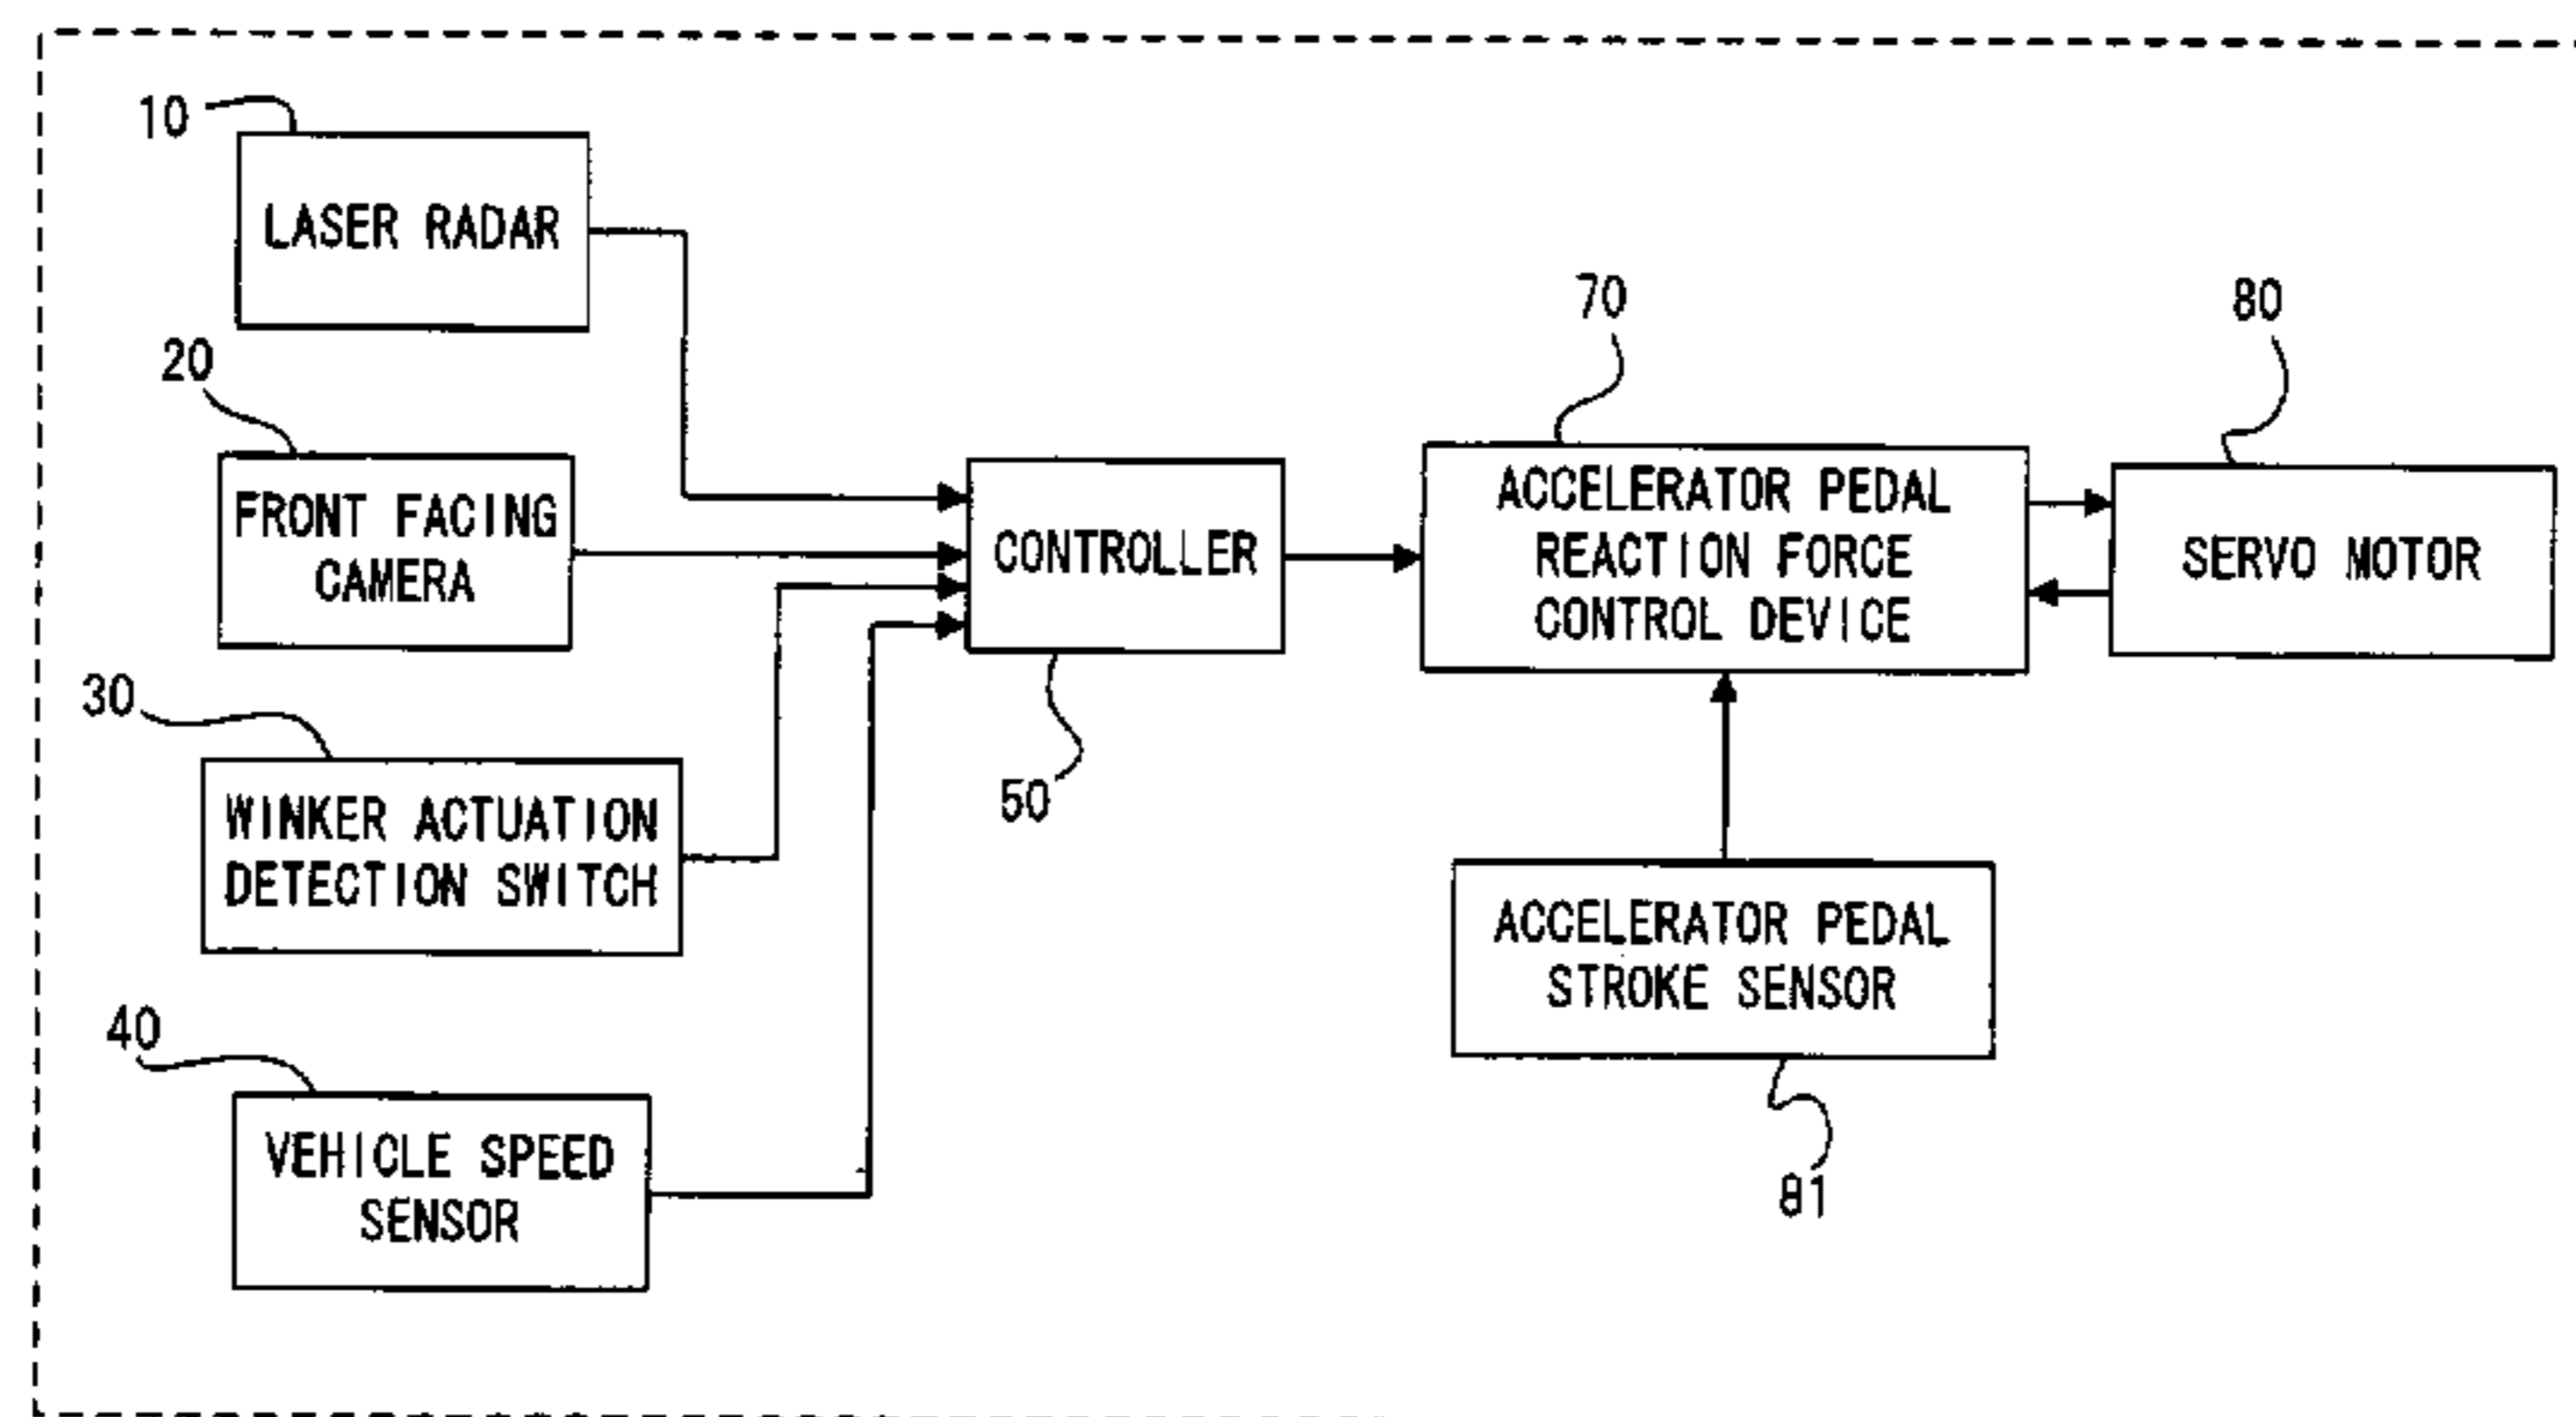 10
LASER RADAR
20
FRONT FACING
CAMERA
30
WINKER ACTUATION
DETECTION SWITCH
40
VEHICLE SPEED
SENSOR
CONTROLLER
50
70
ACCELERATOR PEDAL
REACTION FORCE
CONTROL DEVICE
80
SERVO MOTOR
ACCELERATOR PEDAL
STROKE SENSOR
81